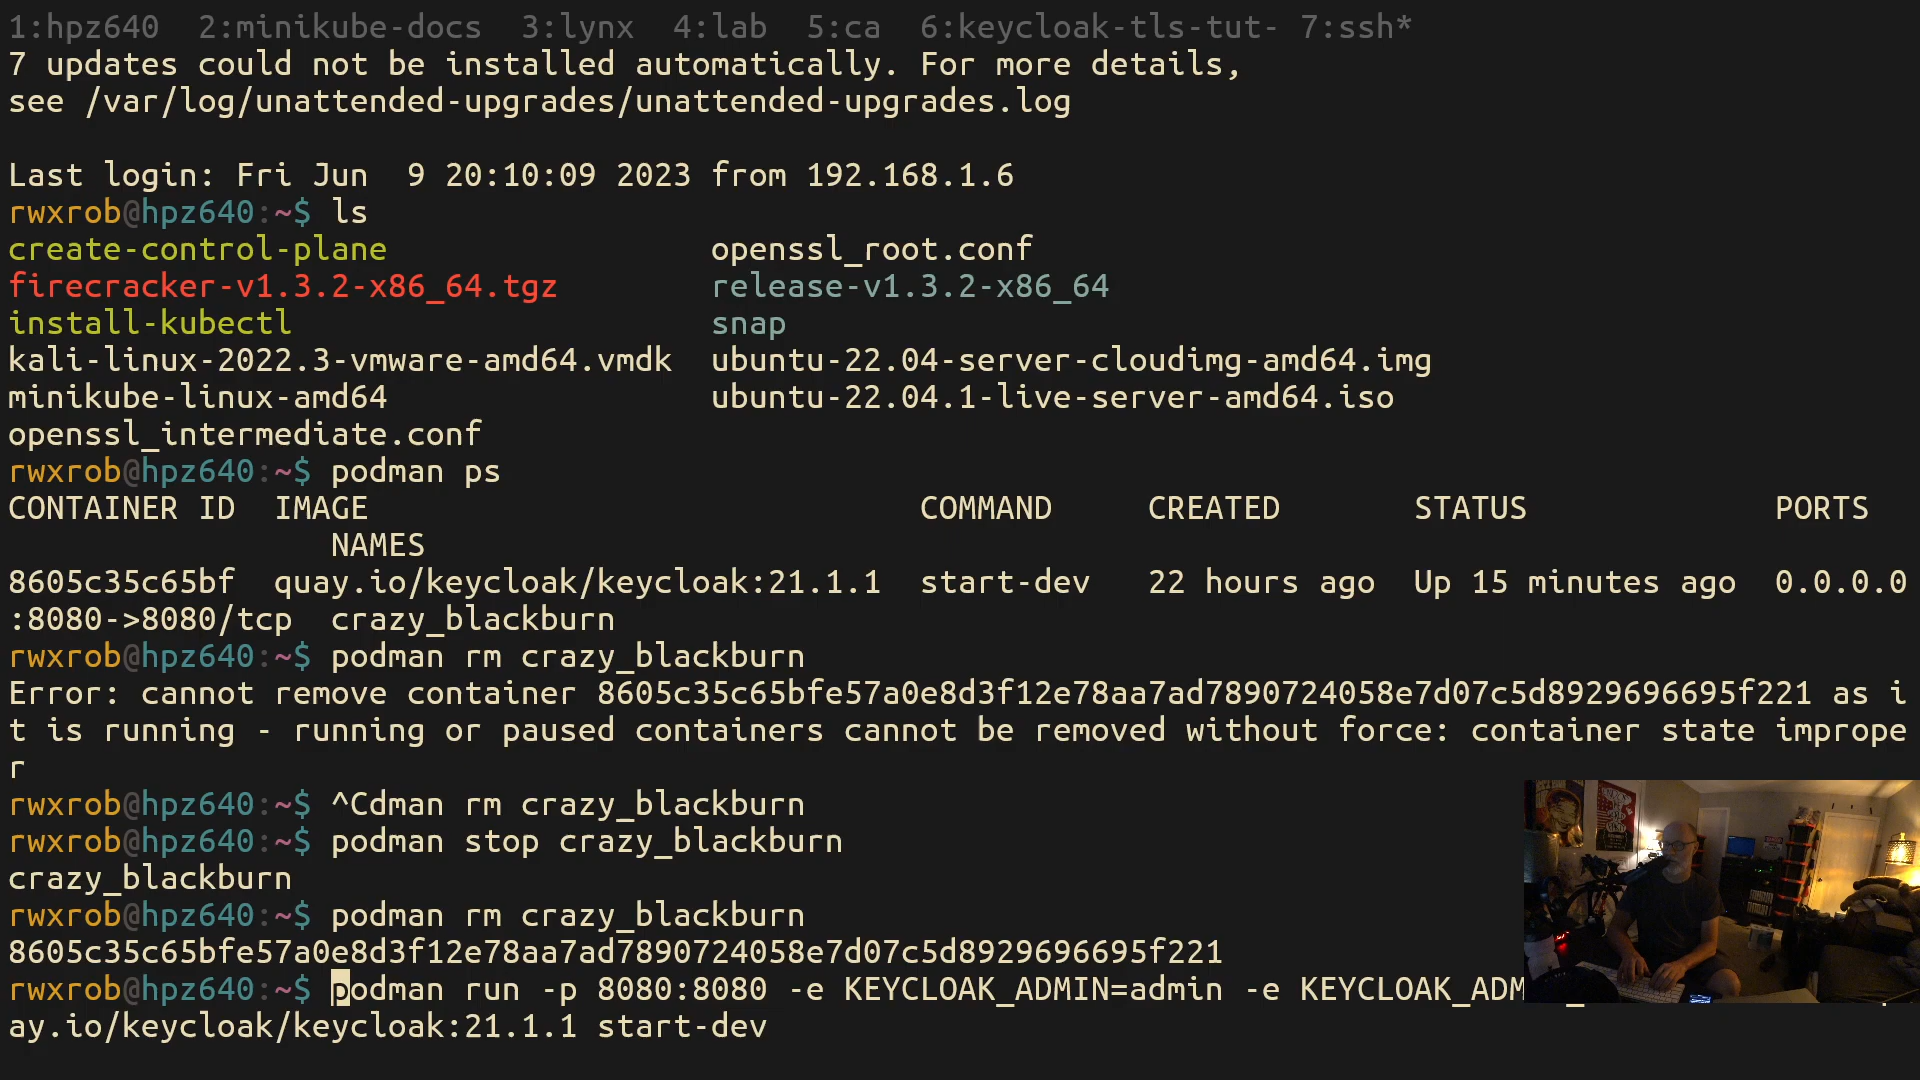 1:hpz640  2:minikube-docs  3:lynx  4:lab  5:ca  6:keycloak-tls-tut- 7:ssh*
7 updates could not be installed automatically. For more details,
see /var/log/unattended-upgrades/unattended-upgrades.log
Last login: Fri Jun  9 20:10:09 2023 from 192.168.1.6
rwxrob@hpz640:~$ ls
create-control-plane                 openssl_root.conf
firecracker-v1.3.2-x86_64.tgz        release-v1.3.2-x86_64
install-kubectl                      snap
kali-linux-2022.3-vmware-amd64.vmdk  ubuntu-22.04-server-cloudimg-amd64.img
minikube-linux-amd64                 ubuntu-22.04.1-live-server-amd64.iso
openssl_intermediate.conf
rwxrob@hpz640:~$ podman ps
CONTAINER ID  IMAGE                             COMMAND     CREATED       STATUS             PORTS
                 NAMES
8605c35c65bf  quay.io/keycloak/keycloak:21.1.1  start-dev   22 hours ago  Up 15 minutes ago  0.0.0.0
:8080->8080/tcp  crazy_blackburn
rwxrob@hpz640:~$ podman rm crazy_blackburn
Error: cannot remove container 8605c35c65bfe57a0e8d3f12e78aa7ad7890724058e7d07c5d8929696695f221 as i
t is running - running or paused containers cannot be removed without force: container state imprope
r
rwxrob@hpz640:~$ ^Cdman rm crazy_blackburn
rwxrob@hpz640:~$ podman stop crazy_blackburn
crazy_blackburn
rwxrob@hpz640:~$ podman rm crazy_blackburn
8605c35c65bfe57a0e8d3f12e78aa7ad7890724058e7d07c5d8929696695f221
rwxrob@hpz640:~$ podman run -p 8080:8080 -e KEYCLOAK_ADMIN=admin -e
ay.io/keycloak/keycloak:21.1.1 start-dev